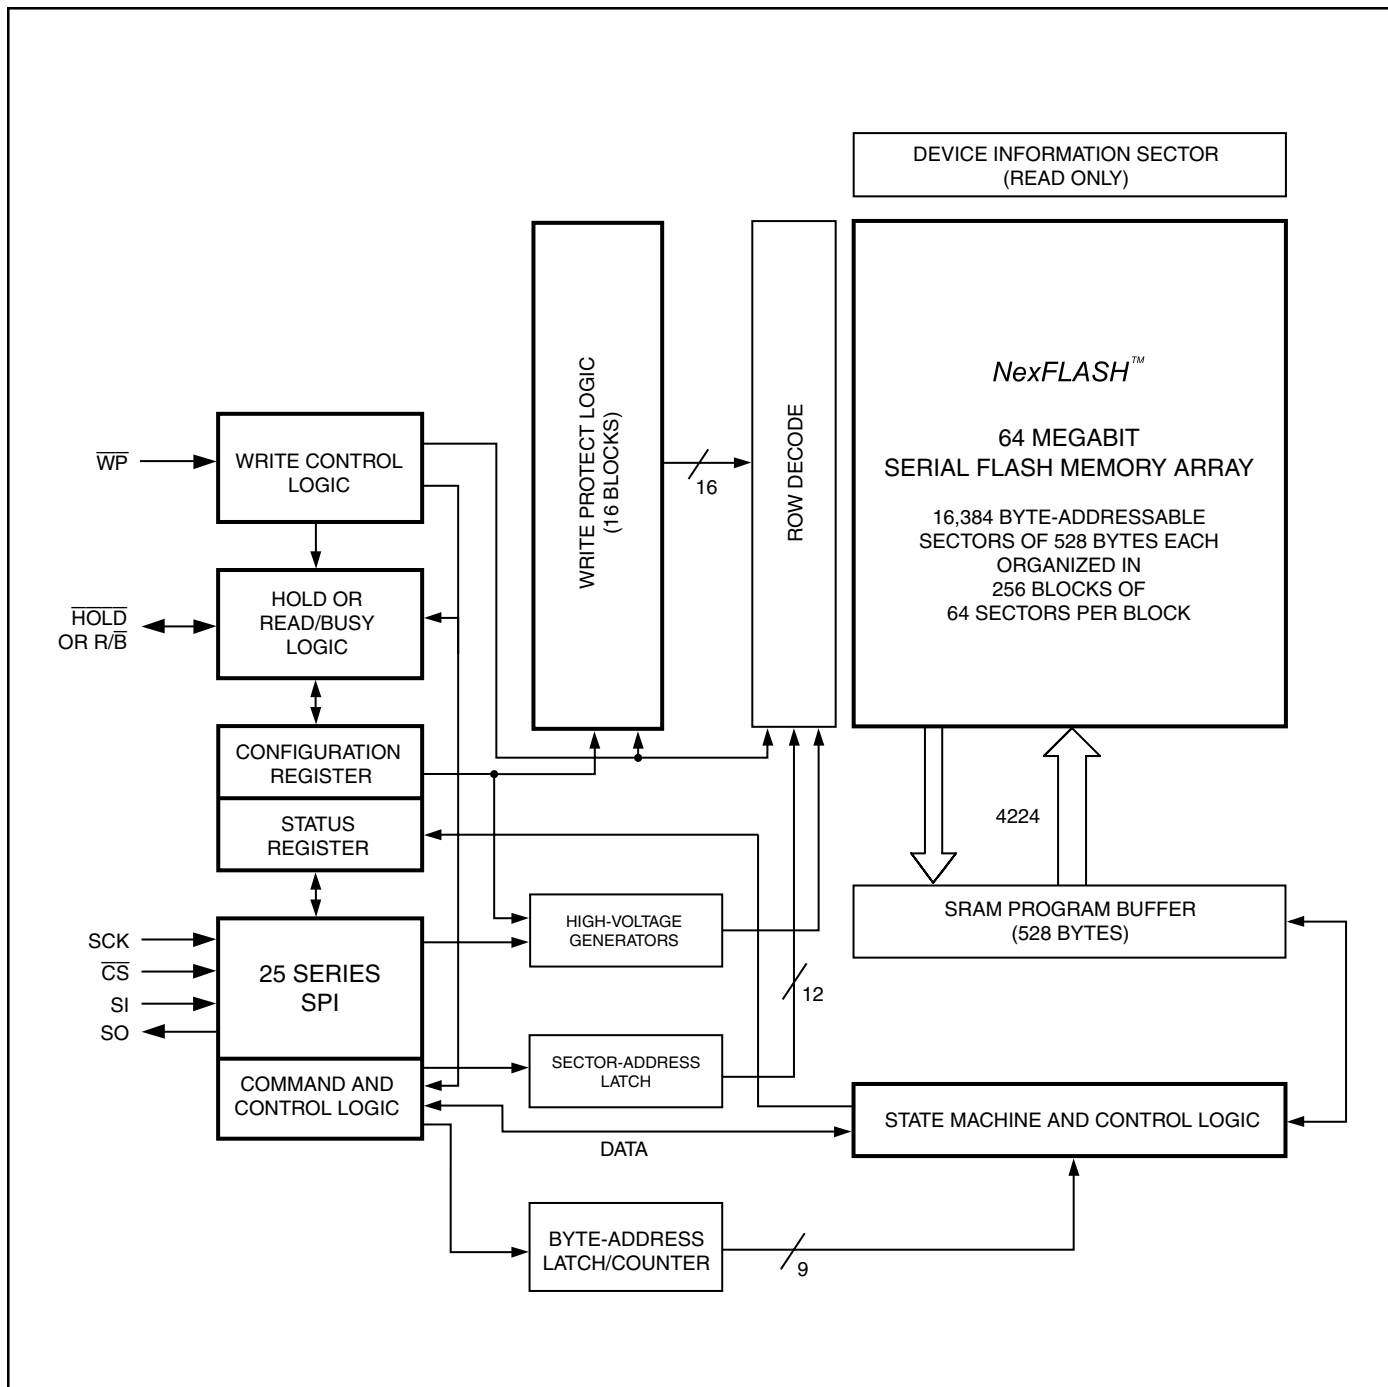 DEVICE INFORMATION SECTOR
(READ ONLY)
WRITE PROTECT LOGIC
(16 BLOCKS)
16
ROW DECODE
NexFLASH™
64 MEGABIT
SERIAL FLASH MEMORY ARRAY
16,384 BYTE-ADDRESSABLE
SECTORS OF 528 BYTES EACH
ORGANIZED IN
256 BLOCKS OF
64 SECTORS PER BLOCK
W̅P̅
WRITE CONTROL
LOGIC
H̅O̅L̅D̅
OR R/B̅
HOLD OR
READ/BUSY
LOGIC
CONFIGURATION
REGISTER
STATUS
REGISTER
4224
SCK
C̅S̅
SI
SO
25 SERIES
SPI
COMMAND AND
CONTROL LOGIC
HIGH-VOLTAGE
GENERATORS
12
SECTOR-ADDRESS
LATCH
SRAM PROGRAM BUFFER
(528 BYTES)
STATE MACHINE AND CONTROL LOGIC
DATA
BYTE-ADDRESS
LATCH/COUNTER
9